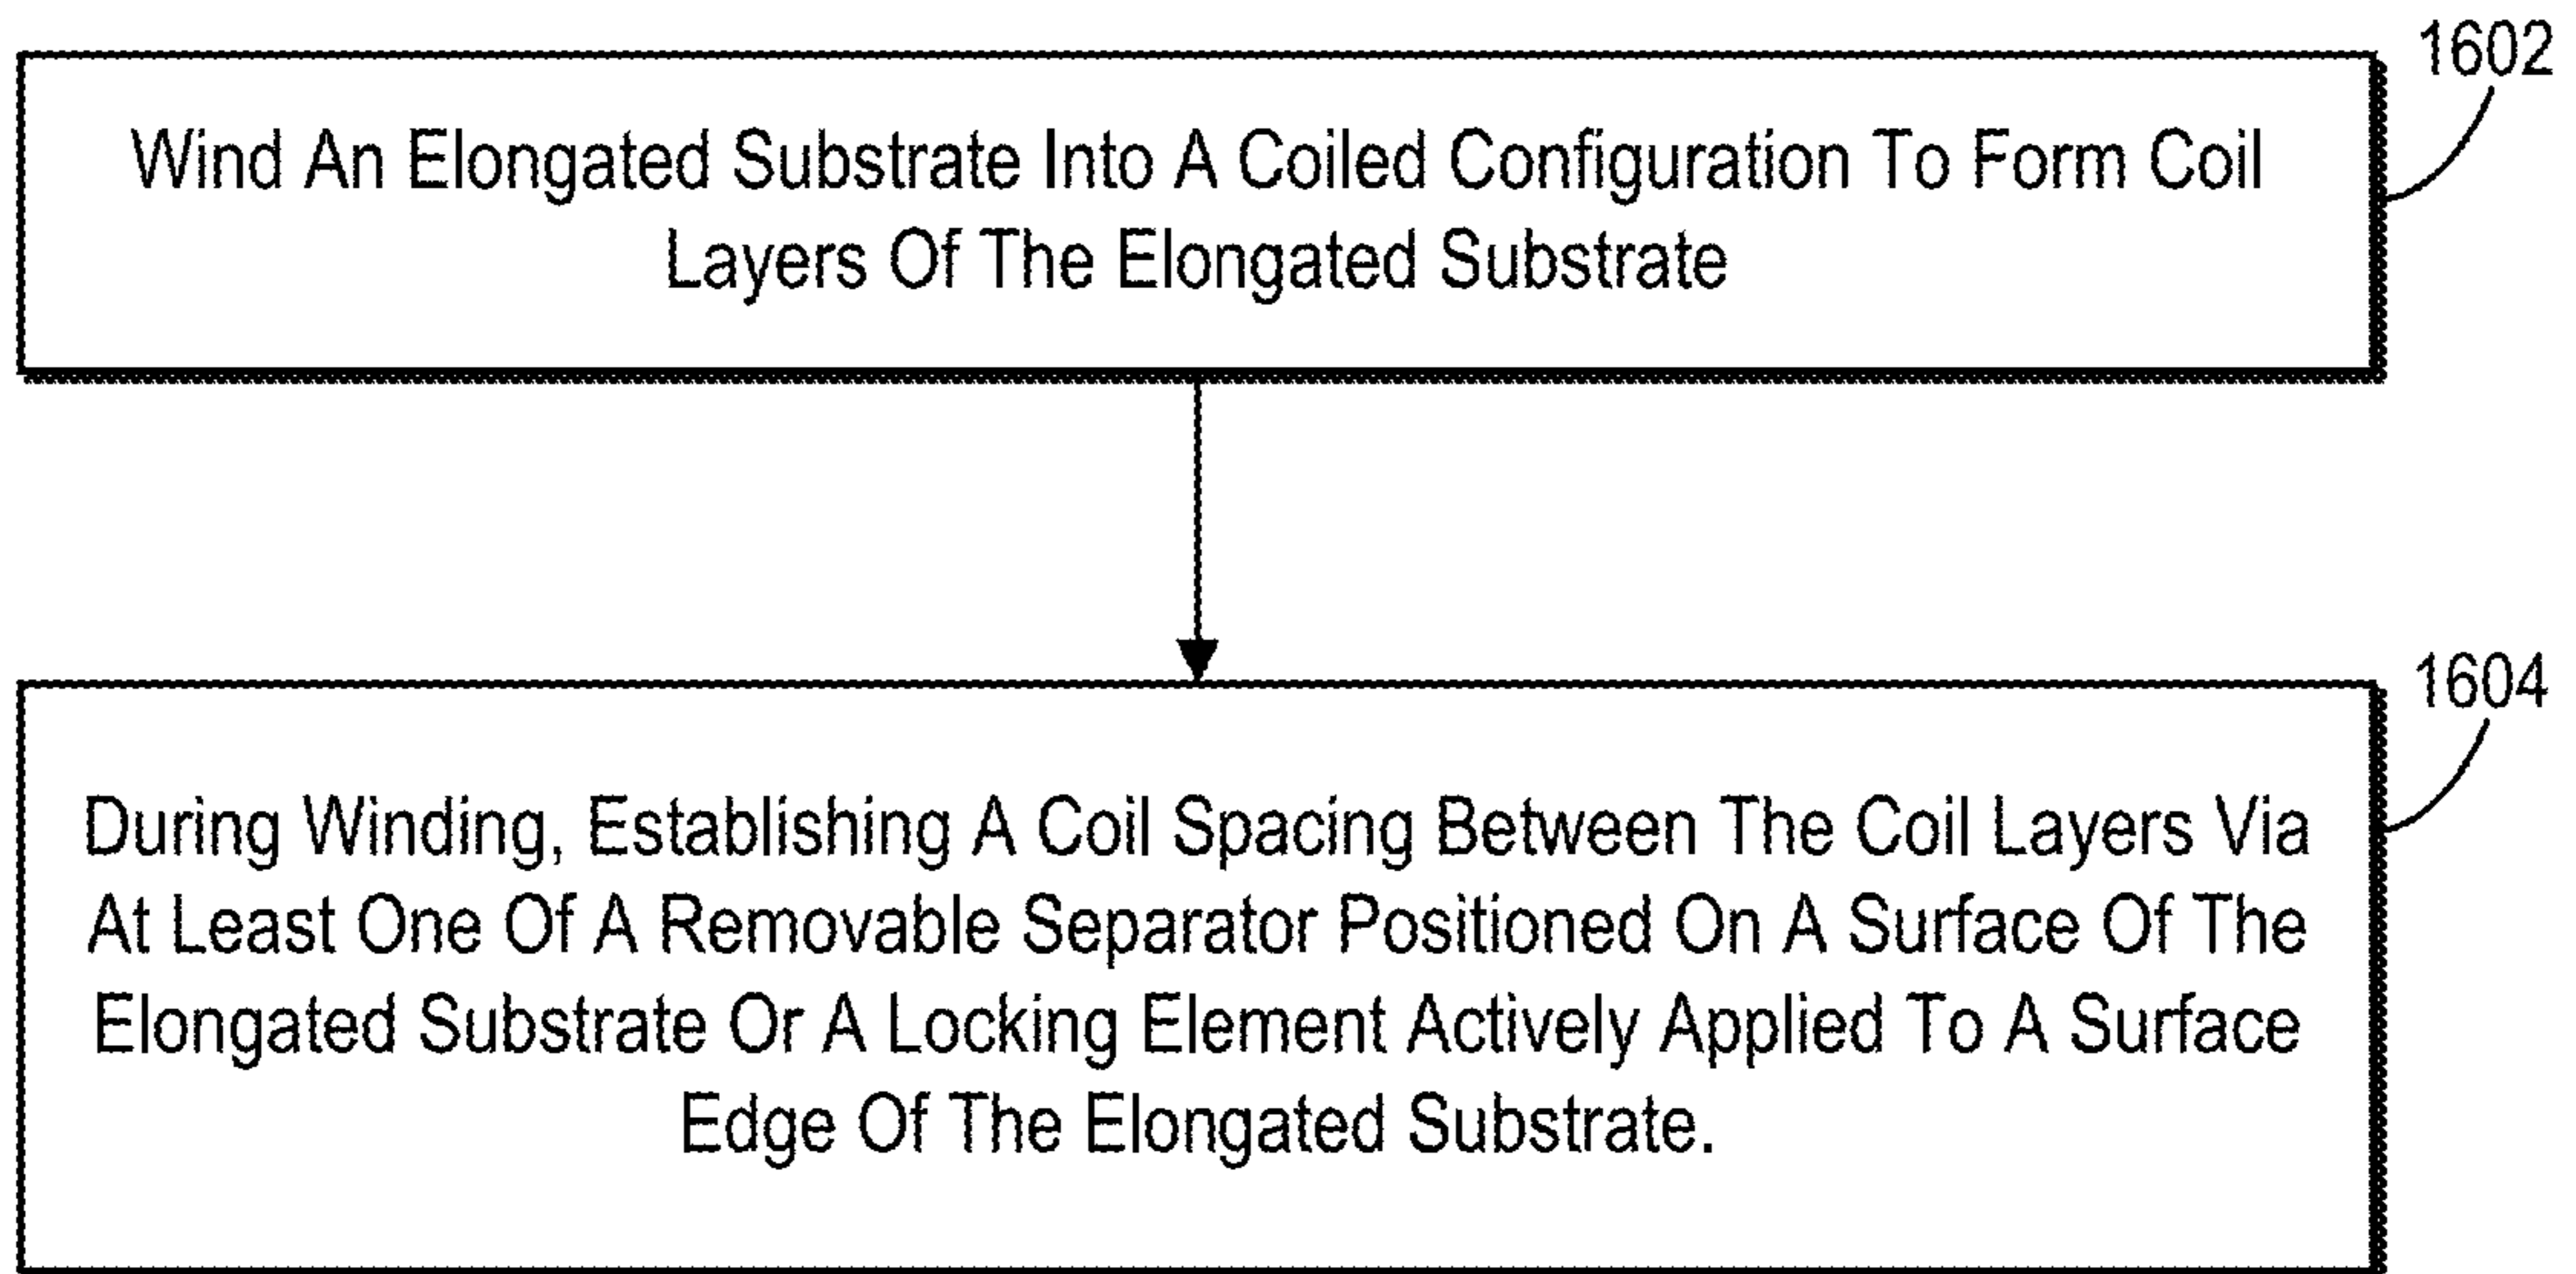 1602
Wind An Elongated Substrate Into A Coiled Configuration To Form Coil
Layers Of The Elongated Substrate
1604
During Winding, Establishing A Coil Spacing Between The Coil Layers Via
At Least One Of A Removable Separator Positioned On A Surface Of The
Elongated Substrate Or A Locking Element Actively Applied To A Surface
Edge Of The Elongated Substrate.